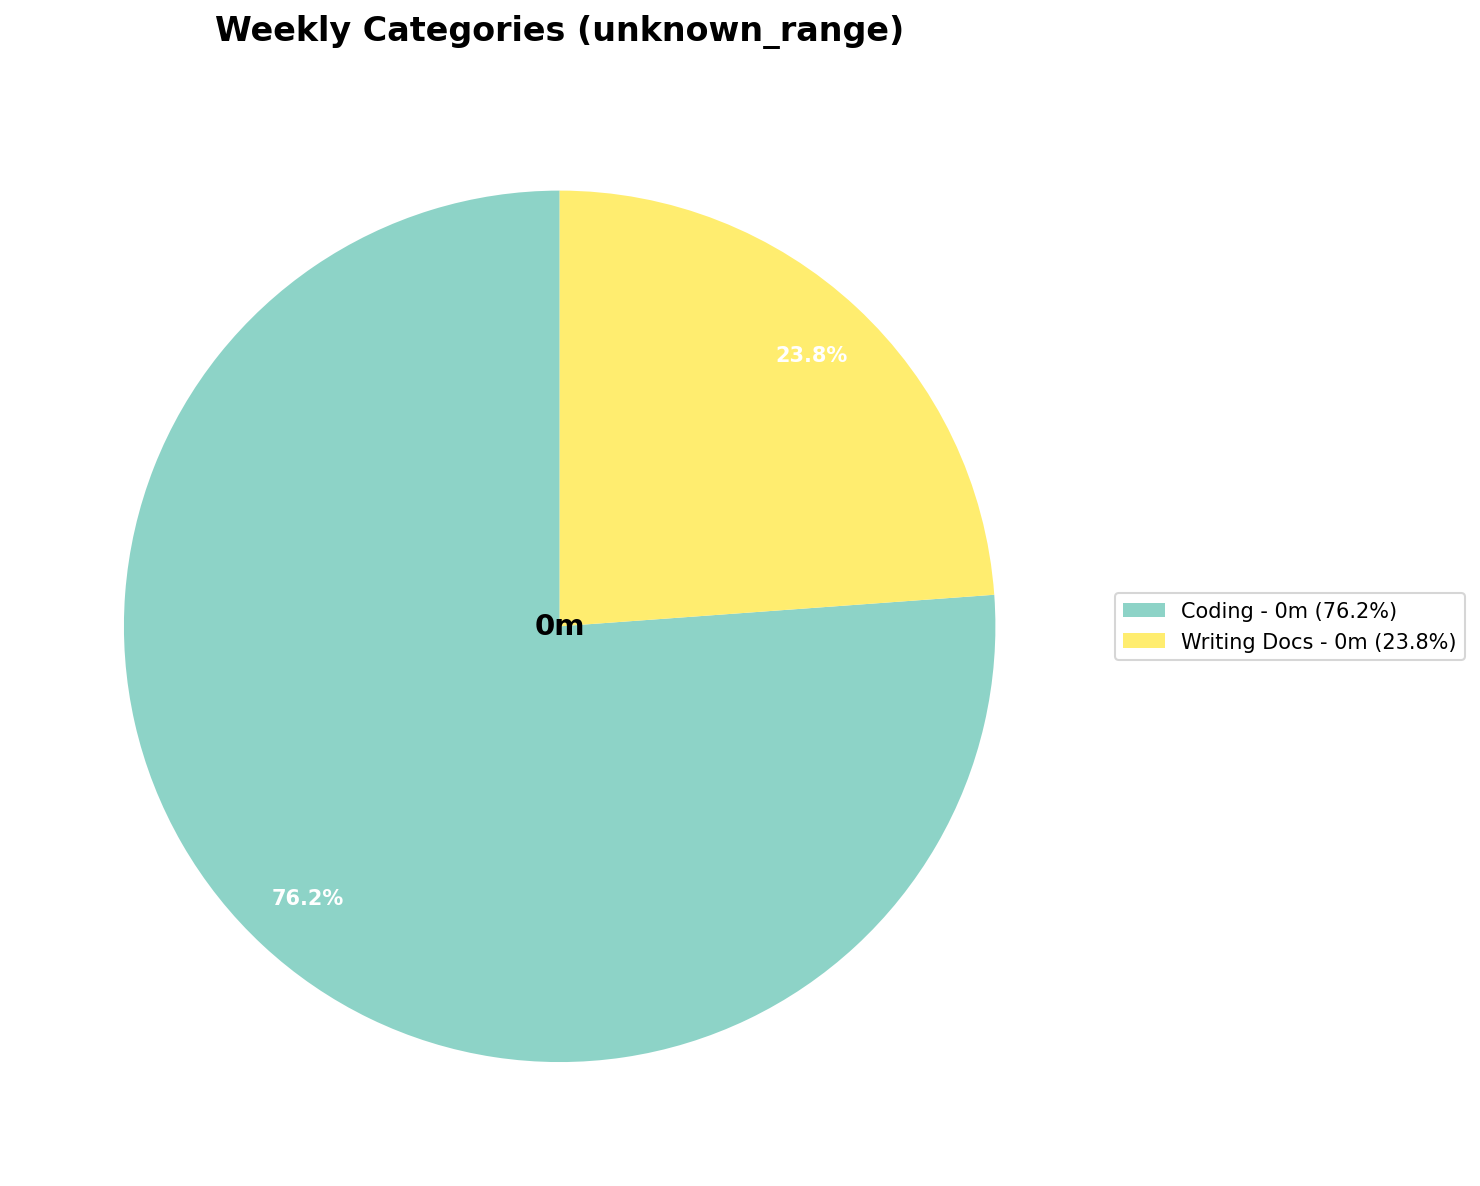 Weekly Categories (unknown_range)
23.8%
0m
Coding - 0m (76.2%)
Writing Docs - 0m (23.8%)
76.2%